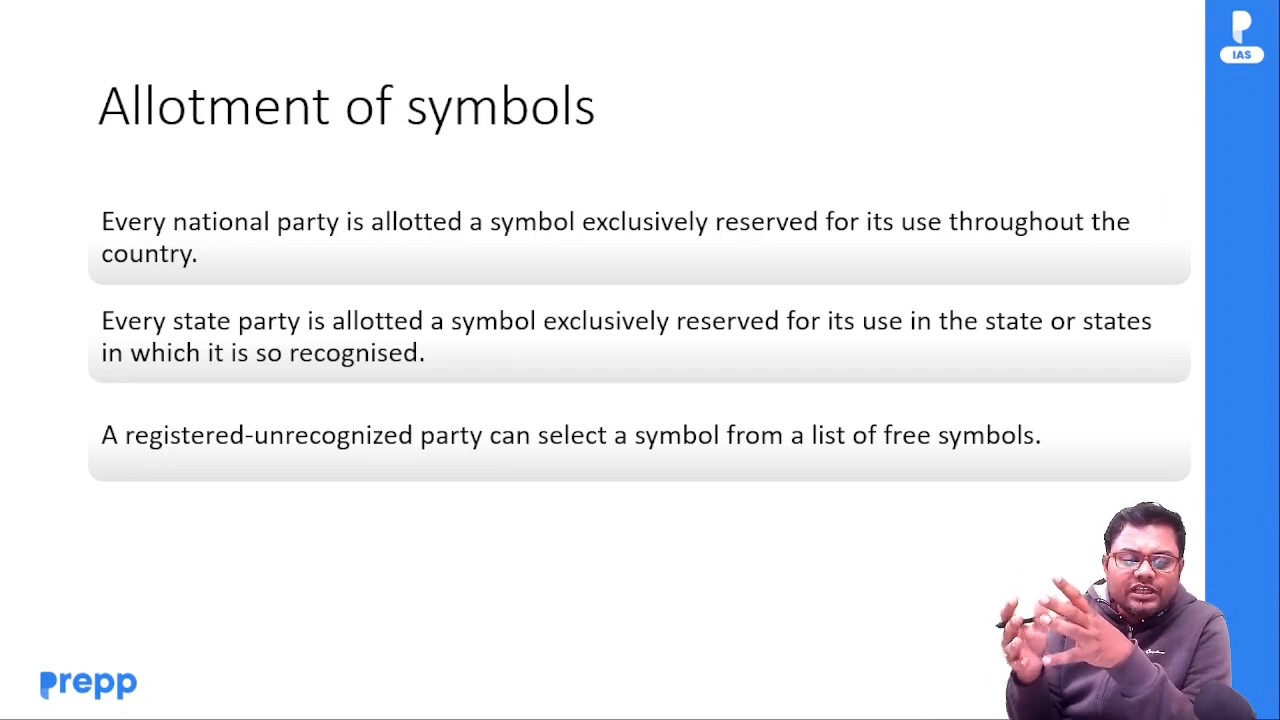 IAS
Allotment of symbols
Every national party is allotted a symbol exclusively reserved for its use throughout the
country.
Every state party is allotted a symbol exclusively reserved for its use in the state or states
in which it is so recognised.
A registered-unrecognized party can select a symbol from a list of free symbols.
prepp